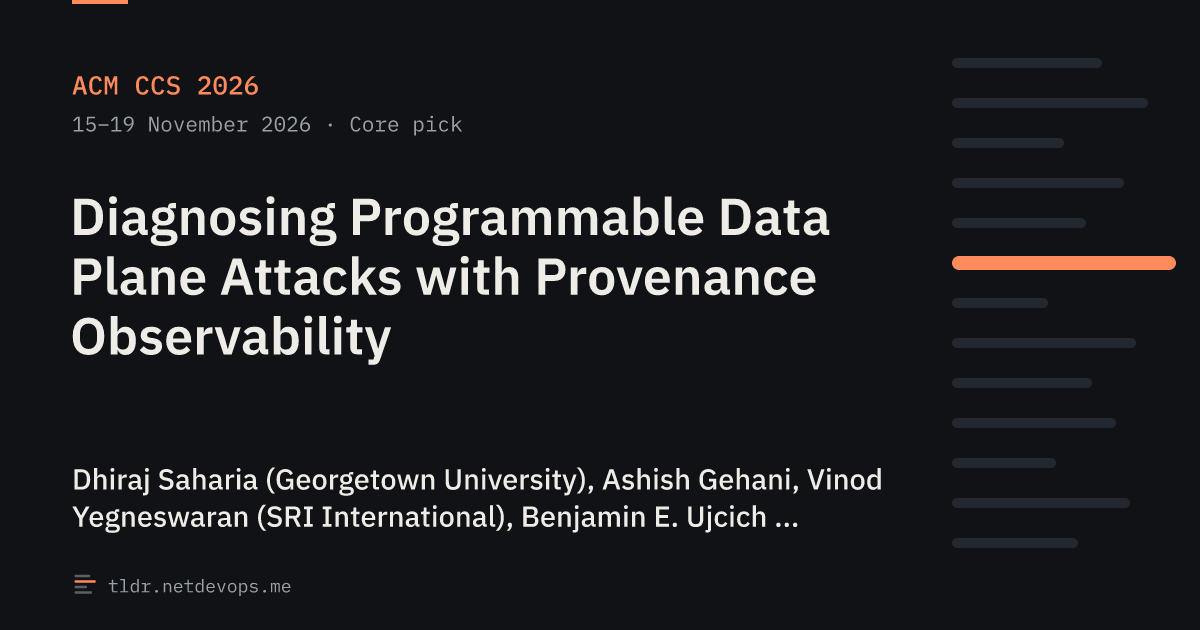 ACM CCS 2026
15–19 November 2026 · Core pick
Diagnosing Programmable Data
Plane Attacks with Provenance
Observability
Dhiraj Saharia (Georgetown University), Ashish Gehani, Vinod
Yegneswaran (SRI International), Benjamin E. Ujcich ...
tldr.netdevops.me